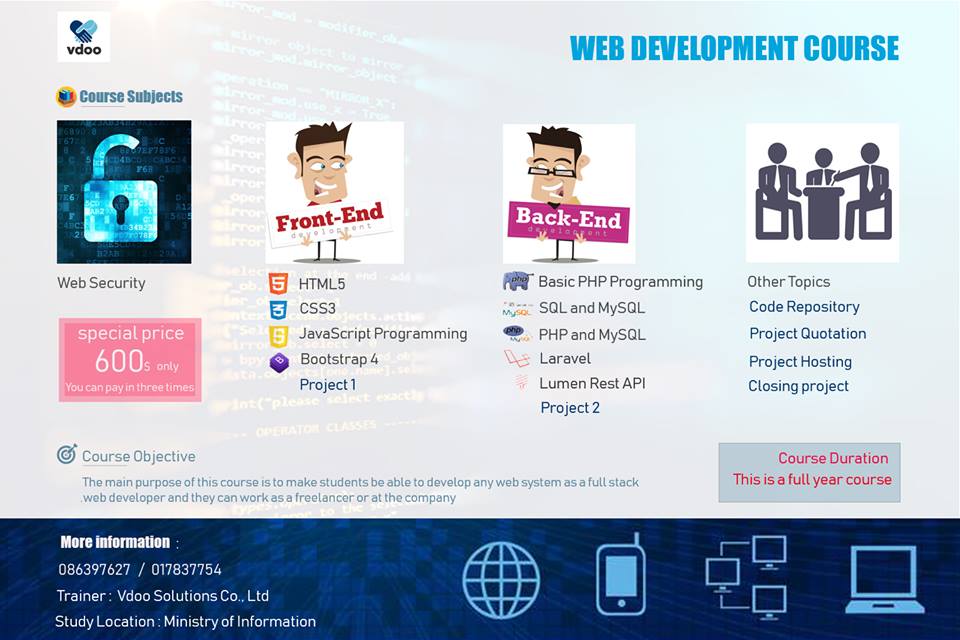 vdoo
WEB DEVELOPMENT COURSE
Course Subjects
Web Security
special price
600$ only
You can pay in three times
Front-End
development
HTML5
CSS3
JavaScript Programming
Bootstrap 4
Project 1
Back-End
development
php
Basic PHP Programming
MySQL
SQL and MySQL
php
MySQL
PHP and MySQL
Laravel
Lumen Rest API
Project 2
Other Topics
Code Repository
Project Quotation
Project Hosting
Closing project
Course Objective
The main purpose of this course is to make students be able to develop any web system as a full stack
.web developer and they can work as a freelancer or at the company
Course Duration
This is a full year course
More information :
086397627 / 017837754
Trainer : Vdoo Solutions Co., Ltd
Study Location : Ministry of Information